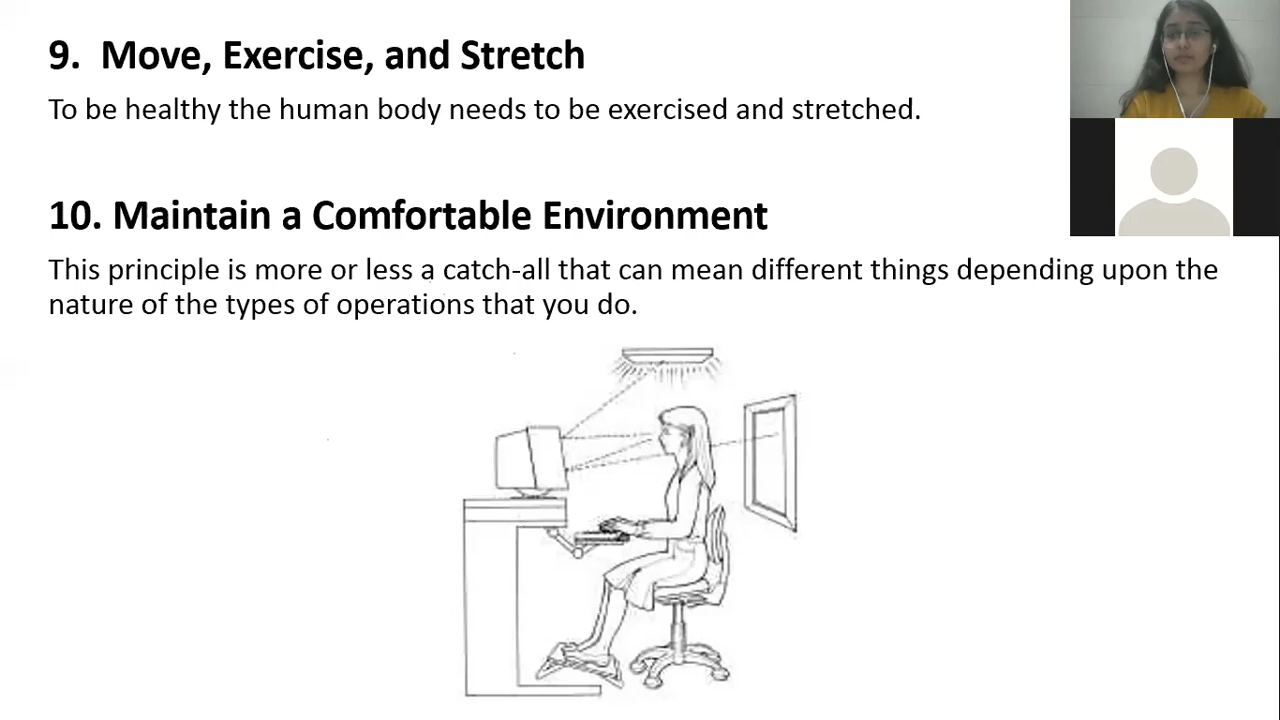 9. Move, Exercise, and Stretch
To be healthy the human body needs to be exercised and stretched.
10. Maintain a Comfortable Environment
This principle is more or less a catch-all that can mean different things depending upon the
nature of the types of operations that you do.